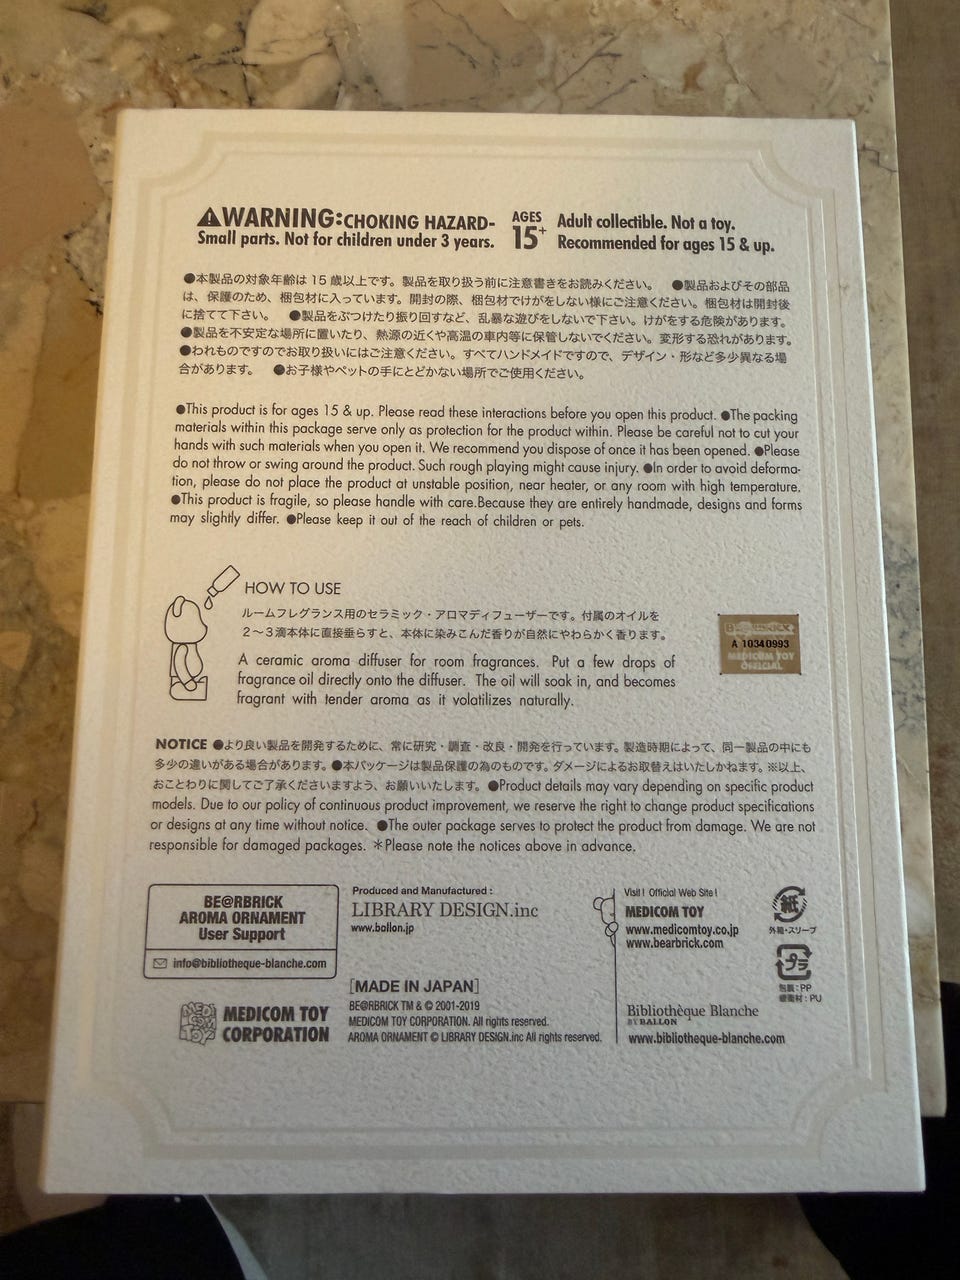 ⚠WARNING:CHOKING HAZARD-
Small parts. Not for children under 3 years.
AGES
15+
Adult collectible. Not a toy.
Recommended for ages 15 & up.
●本製品の対象年齢は 15 歳以上です。製品を取り扱う前に注意書きをお読みください。 ●製品およびその部品
は、保護のため、梱包材に入っています。開封の際、梱包材でけがをしない様にご注意ください。梱包材は開封後
に捨てて下さい。 ●製品をぶつけたり振り回すなど、乱暴な遊びをしないで下さい。けがをする危険があります。
●製品を不安定な場所に置いたり、熱源の近くや高温の車内等に保管しないでください。変形する恐れがあります。
●われものですのでお取り扱いにはご注意ください。すべてハンドメイドですので、デザイン・形など多少異なる場
合があります。 ●お子様やペットの手にとどかない場所でご使用ください。
●This product is for ages 15 & up. Please read these interactions before you open this product. ●The packing
materials within this package serve only as protection for the product within. Please be careful not to cut your
hands with such materials when you open it. We recommend you dispose of once it has been opened. ●Please
do not throw or swing around the product. Such rough playing might cause injury. ●In order to avoid deforma-
tion, please do not place the product at unstable position, near heater, or any room with high temperature.
●This product is fragile, so please handle with care.Because they are entirely handmade, designs and forms
may slightly differ. ●Please keep it out of the reach of children or pets.
HOW TO USE
ルームフレグランス用のセラミック・アロマディフューザーです。付属のオイルを
2〜3滴本体に直接垂らすと、本体に染みこんだ香りが自然にやわらかく香ります。
A ceramic aroma diffuser for room fragrances. Put a few drops of
fragrance oil directly onto the diffuser. The oil will soak in, and becomes
fragrant with tender aroma as it volatilizes naturally.
BE@RBRICK
A 10340993
MEDICOM TOY
OFFICIAL
NOTICE ●より良い製品を開発するために、常に研究・調査・改良・開発を行っています。製造時期によって、同一製品の中にも
多少の違いがある場合があります。●本パッケージは製品保護の為のものです。ダメージによるお取替えはいたしかねます。※以上、
おことわりに関してご了承くださいますよう、お願いいたします。 ●Product details may vary depending on specific product
models. Due to our policy of continuous product improvement, we reserve the right to change product specifications
or designs at any time without notice. ●The outer package serves to protect the product from damage. We are not
responsible for damaged packages. ＊Please note the notices above in advance.
BE@RBRICK
AROMA ORNAMENT
User Support
info@bibliotheque-blanche.com
MEDICOM TOY
CORPORATION
Produced and Manufactured :
LIBRARY DESIGN.inc
www.ballon.jp
[MADE IN JAPAN]
BE@RBRICK TM & © 2001-2019
MEDICOM TOY CORPORATION. All rights reserved.
AROMA ORNAMENT © LIBRARY DESIGN.inc All rights reserved.
Visit ! Official Web Site !
MEDICOM TOY
www.medicomtoy.co.jp
www.bearbrick.com
Bibliothèque Blanche
BY BALLON
www.bibliotheque-blanche.com
紙
外箱・スリーブ
プラ
包裹:PP
緩衝材:PU